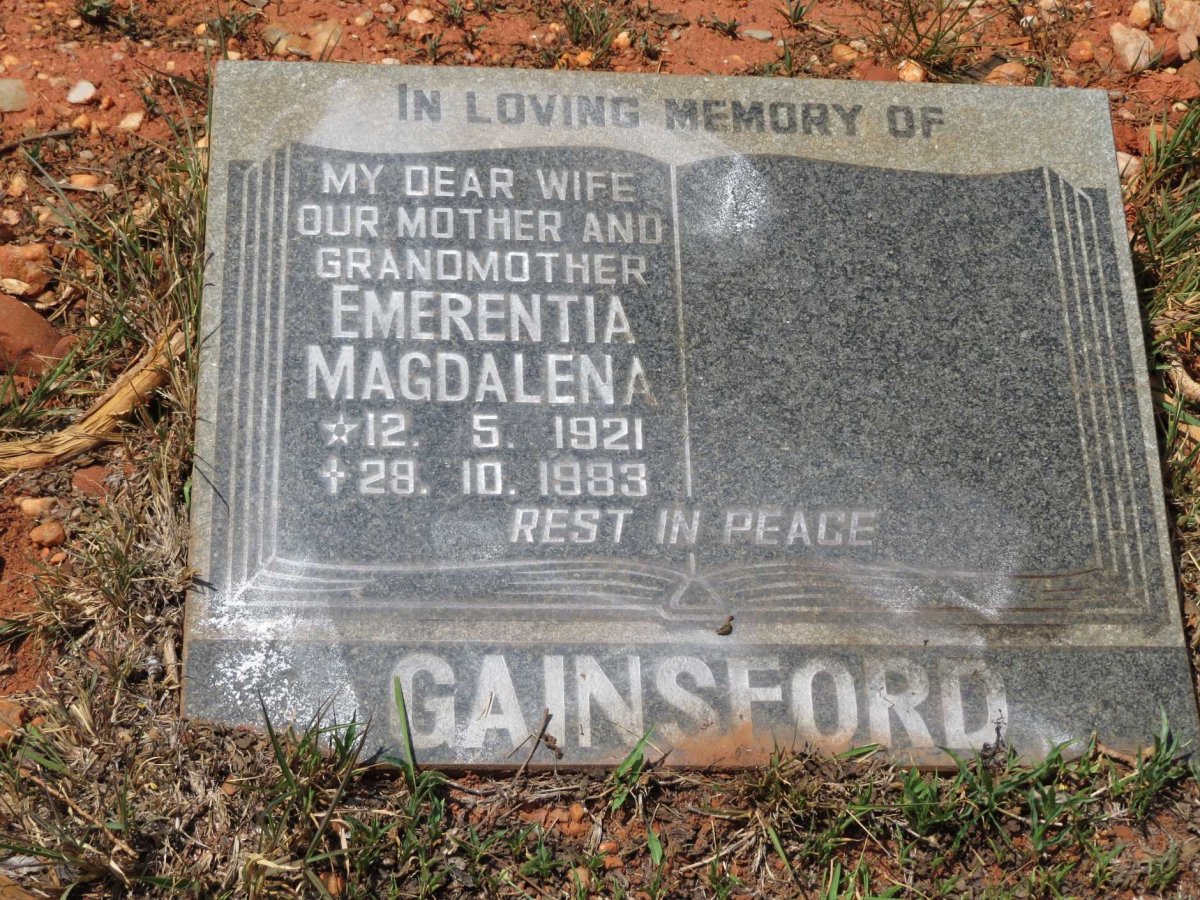 IN LOVING MEMORY OF
MY DEAR WIFE
OUR MOTHER AND
GRANDMOTHER
EMERENTIA
MAGDALENA
☆12. 5. 1921
✝28. 10. 1983
REST IN PEACE
GAINSFORD